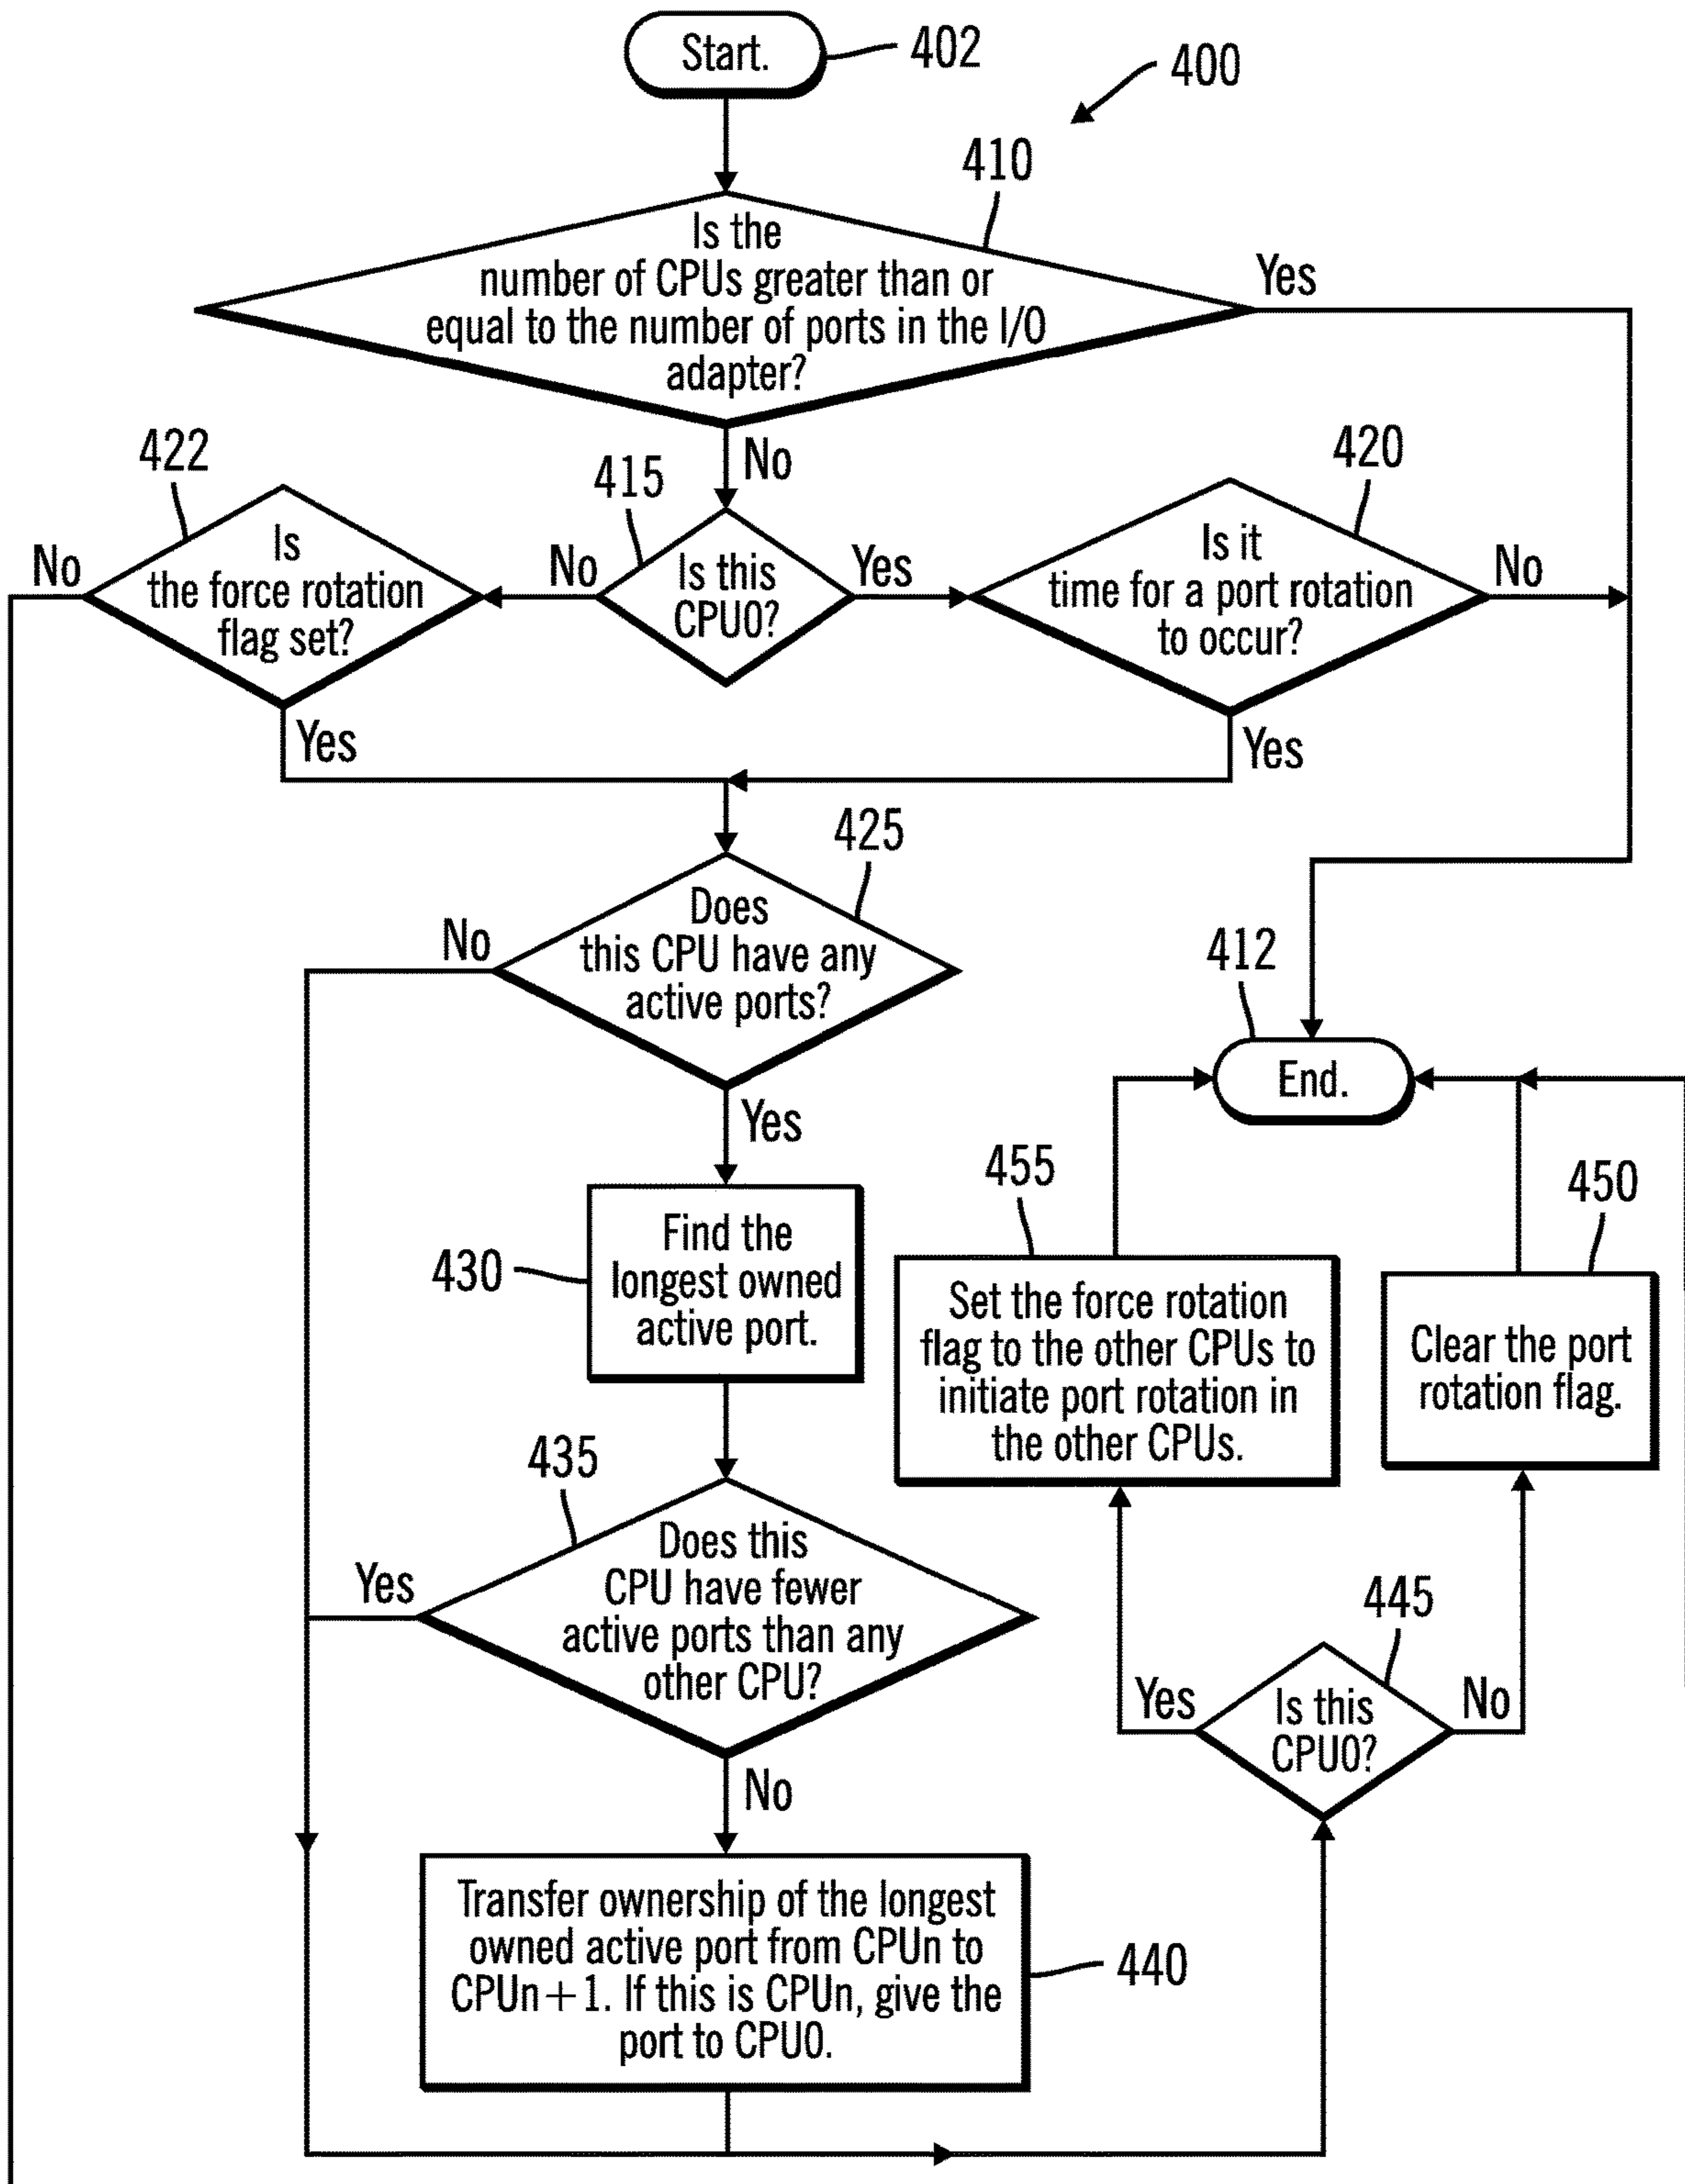 Start.
402
400
410
Is the
number of CPUs greater than or
equal to the number of ports in the I/O
adapter?
Yes
No
422
415
420
No
Is
the force rotation
flag set?
No
Is this
CPU0?
Yes
Is it
time for a port rotation
to occur?
No
Yes
Yes
425
Does
this CPU have any
active ports?
No
Yes
412
End.
430
Find the
longest owned
active port.
455
Set the force rotation
flag to the other CPUs to
initiate port rotation in
the other CPUs.
450
Clear the port
rotation flag.
435
Does this
CPU have fewer
active ports than any
other CPU?
Yes
No
445
Is this
CPU0?
Yes
No
Transfer ownership of the longest
owned active port from CPUn to
CPUn+1. If this is CPUn, give the
port to CPU0.
440